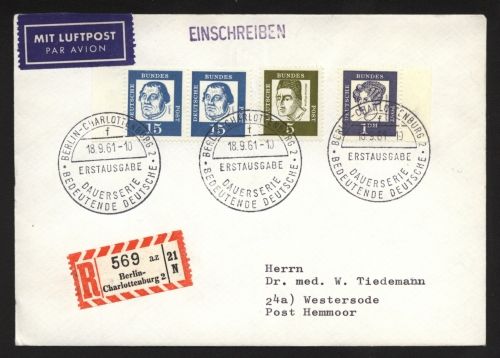 MIT LUFTPOST
PAR AVION
EINSCHREIBEN
DEUTSCHE BUNDES POST
15
DEUTSCHE BUNDES POST
15
DEUTSCHE BUNDES POST
5
DEUTSCHE BUNDES POST
1 DM
BERLIN-CHARLOTTENBURG 2
f
18.9.61-10
ERSTAUSGABE
DAUERSERIE
BEDEUTENDE DEUTSCHE
BERLIN-CHARLOTTENBURG 2
18.9.61-10
ERSTAUSGABE
DAUERSERIE
BEDEUTENDE DEUTSCHE
BERLIN-CHARLOTTENBURG 2
18.9.61-10
ERSTAUSGABE
DAUERSERIE
BEDEUTENDE DEUTSCHE
R
569 az
Berlin-
Charlottenburg 2
21
N
Herrn
Dr. med. W. Tiedemann
24a) Westersode
Post Hemmoor